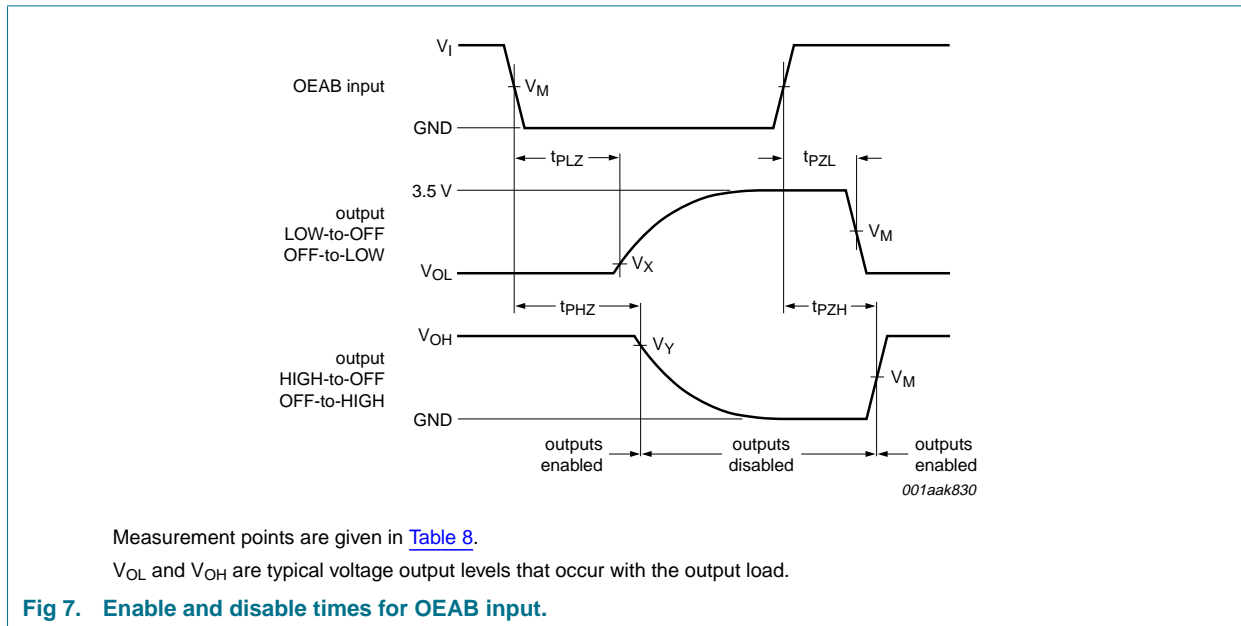 V_I
OEAB input
V_M
GND
t_PLZ
t_PZL
3.5 V
output
LOW-to-OFF
OFF-to-LOW
V_M
V_OL
V_X
t_PHZ
t_PZH
V_OH
V_Y
output
HIGH-to-OFF
OFF-to-HIGH
V_M
GND
outputs
enabled
outputs
disabled
outputs
enabled
001aak830
Measurement points are given in Table 8.
V_OL and V_OH are typical voltage output levels that occur with the output load.
Fig 7. Enable and disable times for OEAB input.